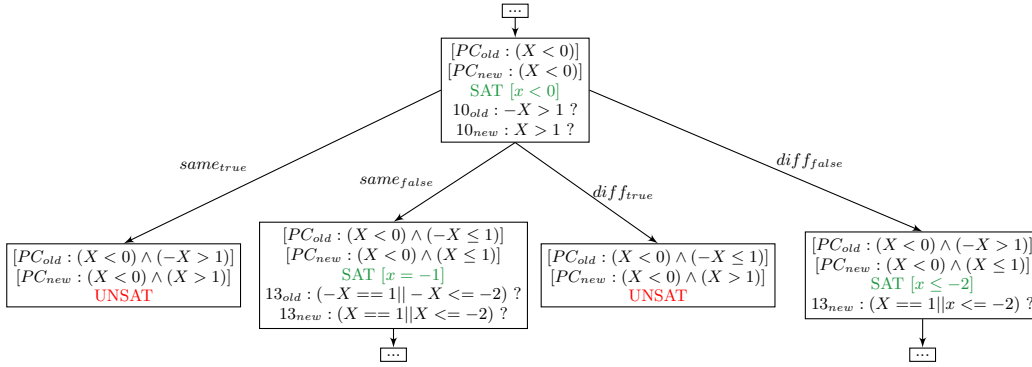 ...
[PC_old : (X < 0)]
[PC_new : (X < 0)]
SAT [x < 0]
10_old : −X > 1 ?
10_new : X > 1 ?
same_true
same_false
diff_true
diff_false
[PC_old : (X < 0) ∧ (−X > 1)]
[PC_new : (X < 0) ∧ (X > 1)]
UNSAT
[PC_old : (X < 0) ∧ (−X ≤ 1)]
[PC_new : (X < 0) ∧ (X ≤ 1)]
SAT [x = −1]
13_old : (−X == 1|| − X <= −2) ?
13_new : (X == 1||X <= −2) ?
...
[PC_old : (X < 0) ∧ (−X ≤ 1)]
[PC_new : (X < 0) ∧ (X > 1)]
UNSAT
[PC_old : (X < 0) ∧ (−X > 1)]
[PC_new : (X < 0) ∧ (X ≤ 1)]
SAT [x ≤ −2]
13_new : (X == 1||x <= −2) ?
...